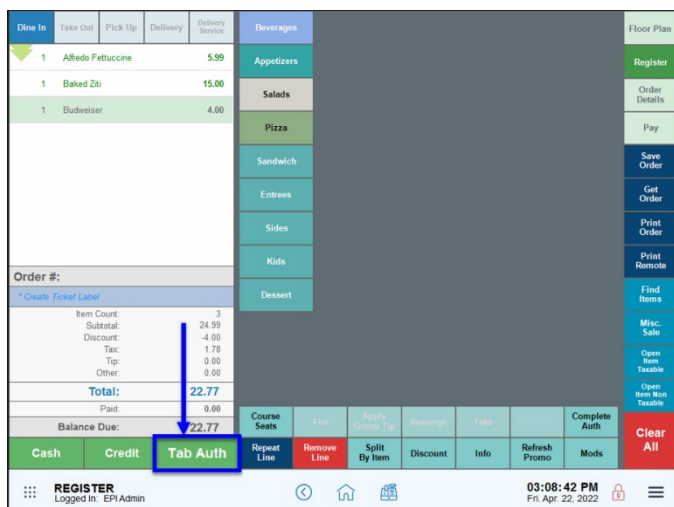 Dine In
Take Out
Pick Up
Delivery
Delivery
Service
1 Alfredo Fettuccine 5.99
1 Baked Ziti 15.00
1 Budweiser 4.00
Order #:
* Create Ticket Label
Item Count: 3
Subtotal: 24.99
Discount: -4.00
Tax: 1.78
Tip: 0.00
Other: 0.00
Total: 22.77
Paid: 0.00
Balance Due: 22.77
Cash
Credit
Tab Auth
Beverages
Appetizers
Salads
Pizza
Sandwich
Entrees
Sides
Kids
Dessert
Course
Seats
Fire
Apply
Group Tip
Reassign
Take
Complete
Auth
Repeat
Line
Remove
Line
Split
By Item
Discount
Info
Refresh
Promo
Mods
Floor Plan
Register
Order
Details
Pay
Save
Order
Get
Order
Print
Order
Print
Remote
Find
Items
Misc.
Sale
Open
Item
Taxable
Open
Item Non
Taxable
Clear
All
REGISTER
Logged In: EPI Admin
03:08:42 PM
Fri. Apr. 22, 2022